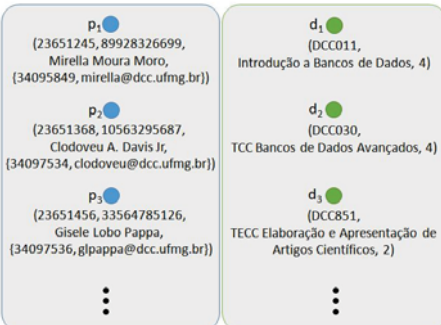 p1
(23651245, 89928326699,
Mirella Moura Moro,
{34095849, mirella@dcc.ufmg.br})
p2
(23651368, 10563295687,
Clodoveu A. Davis Jr,
{34097534, clodoveu@dcc.ufmg.br})
p3
(23651456, 33564785126,
Gisele Lobo Pappa,
{34097536, glpappa@dcc.ufmg.br})
d1
(DCC011,
Introdução a Bancos de Dados, 4)
d2
(DCC030,
TCC Bancos de Dados Avançados, 4)
d3
(DCC851,
TECC Elaboração e Apresentação de
Artigos Científicos, 2)